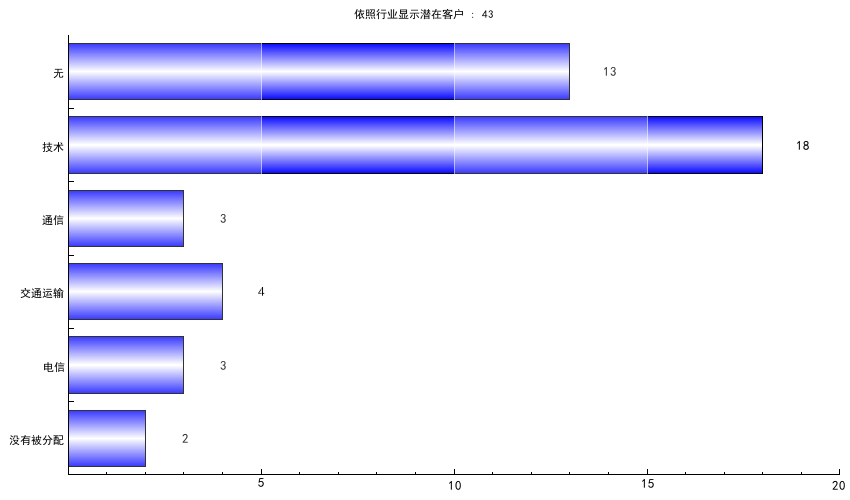 依照行业显示潜在客户 : 43
无 13
技术 18
通信 3
交通运输 4
电信 3
没有被分配 2
5 10 15 20